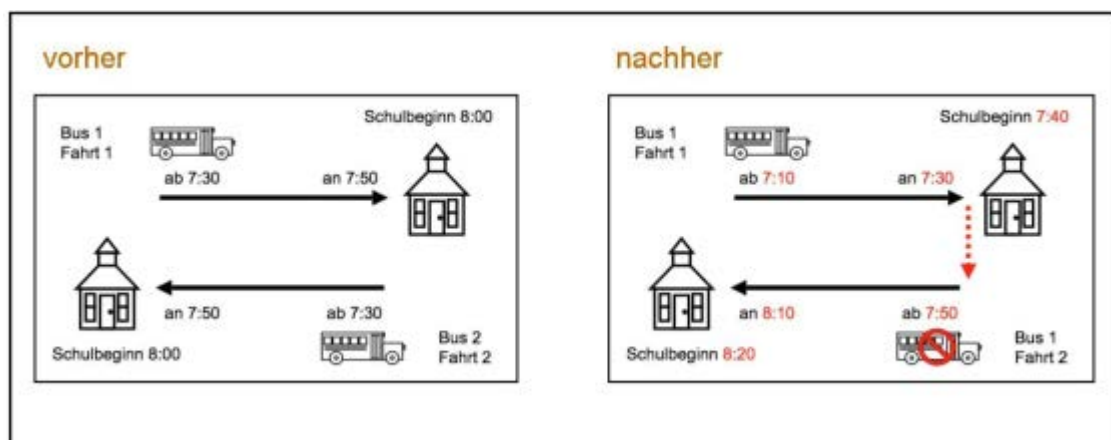 vorher
Schulbeginn 8:00
Bus 1
Fahrt 1
ab 7:30 an 7:50
an 7:50 ab 7:30
Bus 2
Fahrt 2
Schulbeginn 8:00
nachher
Schulbeginn 7:40
Bus 1
Fahrt 1
ab 7:10 an 7:30
an 8:10 ab 7:50
Bus 1
Fahrt 2
Schulbeginn 8:20